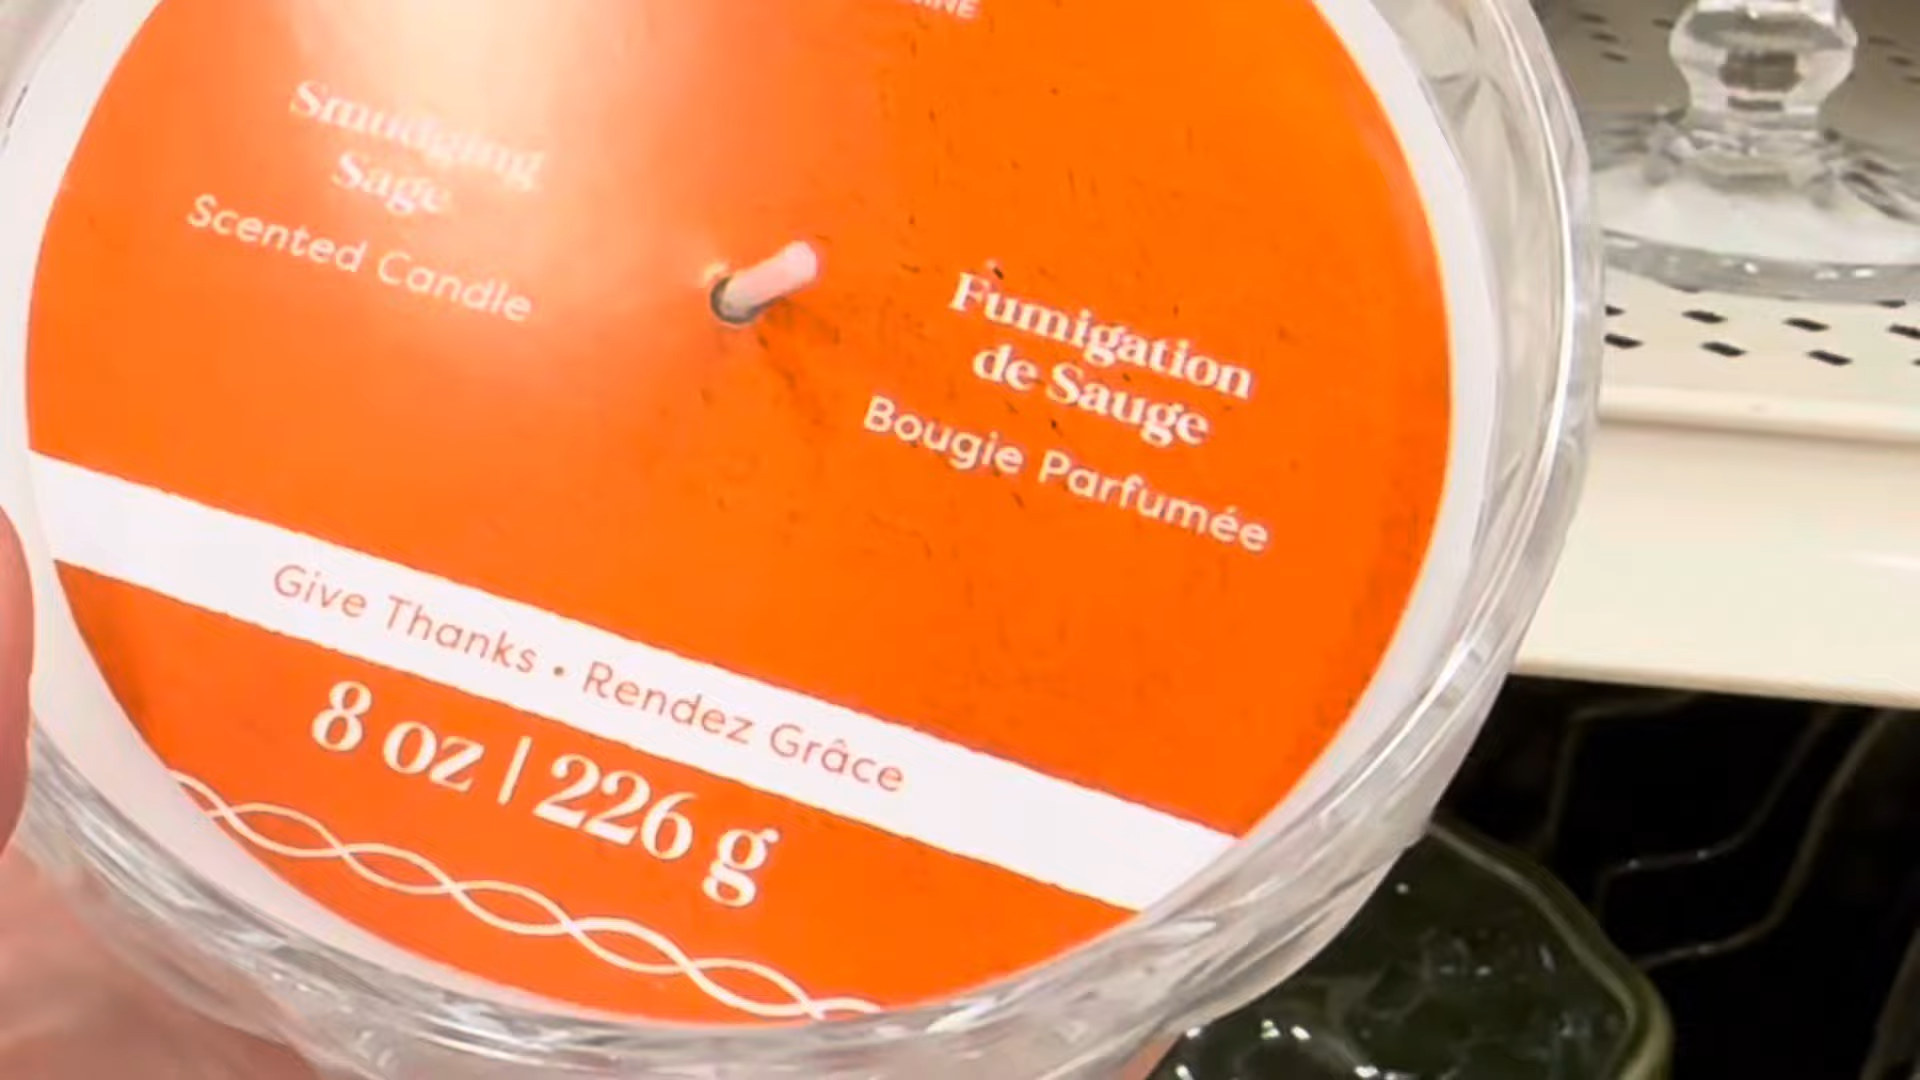 Smudging
Sage
Scented Candle
Fumigation
de Sauge
Bougie Parfumée
Give Thanks • Rendez Grâce
8 oz | 226 g